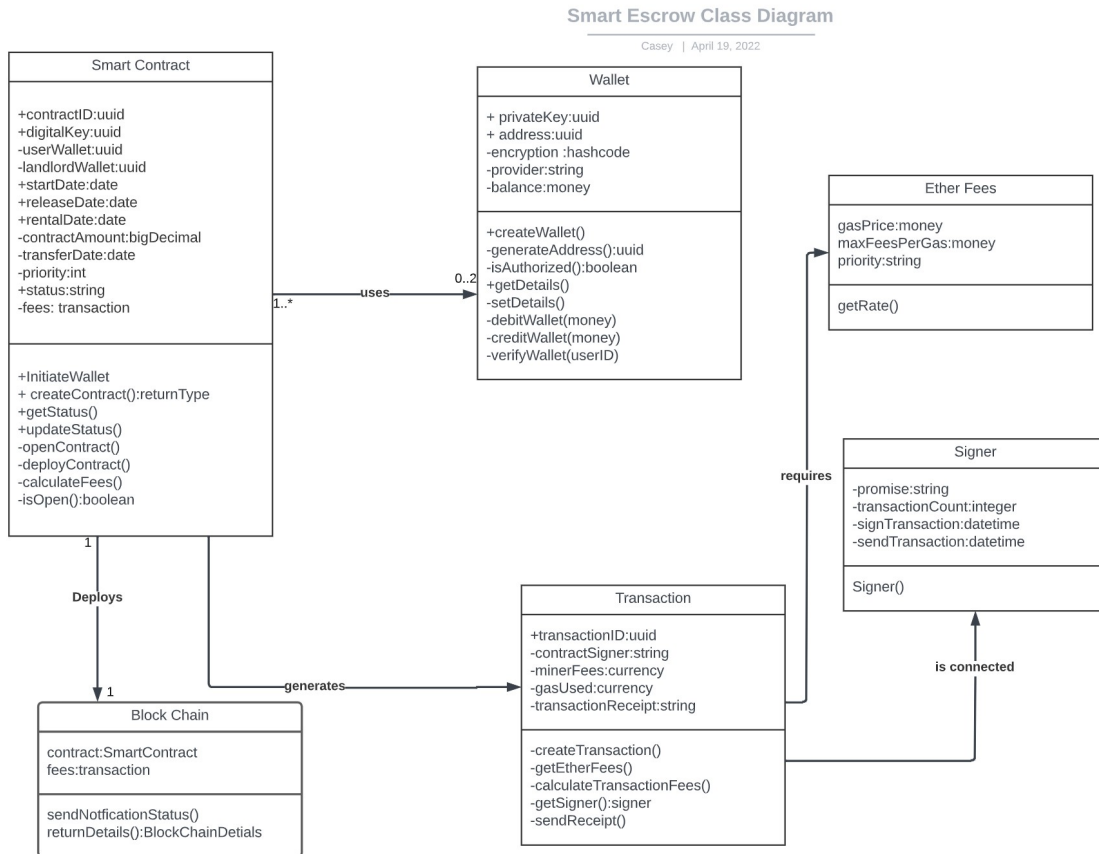 Smart Escrow Class Diagram
Casey | April 19, 2022
Smart Contract
+contractID:uuid
+digitalKey:uuid
-userWallet:uuid
-landlordWallet:uuid
+startDate:date
+releaseDate:date
+rentalDate:date
-contractAmount:bigDecimal
-transferDate:date
-priority:int
+status:string
-fees: transaction
+InitiateWallet
+ createContract():returnType
+getStatus()
+updateStatus()
-openContract()
-deployContract()
-calculateFees()
-isOpen():boolean
1..*
uses
0..2
Wallet
+ privateKey:uuid
+ address:uuid
-encryption :hashcode
-provider:string
-balance:money
+createWallet()
-generateAddress():uuid
-isAuthorized():boolean
+getDetails()
-setDetails()
-debitWallet(money)
-creditWallet(money)
-verifyWallet(userID)
Ether Fees
gasPrice:money
maxFeesPerGas:money
priority:string
getRate()
requires
Signer
-promise:string
-transactionCount:integer
-signTransaction:datetime
-sendTransaction:datetime
Signer()
is connected
1
Deploys
1
generates
Transaction
+transactionID:uuid
-contractSigner:string
-minerFees:currency
-gasUsed:currency
-transactionReceipt:string
-createTransaction()
-getEtherFees()
-calculateTransactionFees()
-getSigner():signer
-sendReceipt()
Block Chain
contract:SmartContract
fees:transaction
sendNotficationStatus()
returnDetails():BlockChainDetials